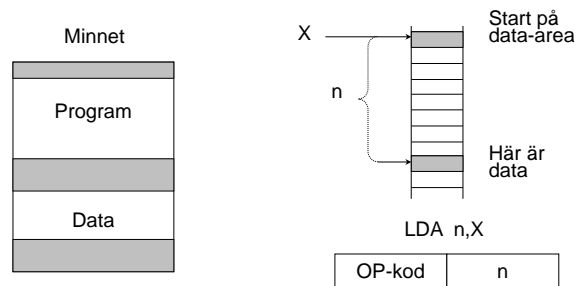 Minnet
Program
Data
X
n
Start på
data-area
Här är
data
LDA n,X
OP-kod n